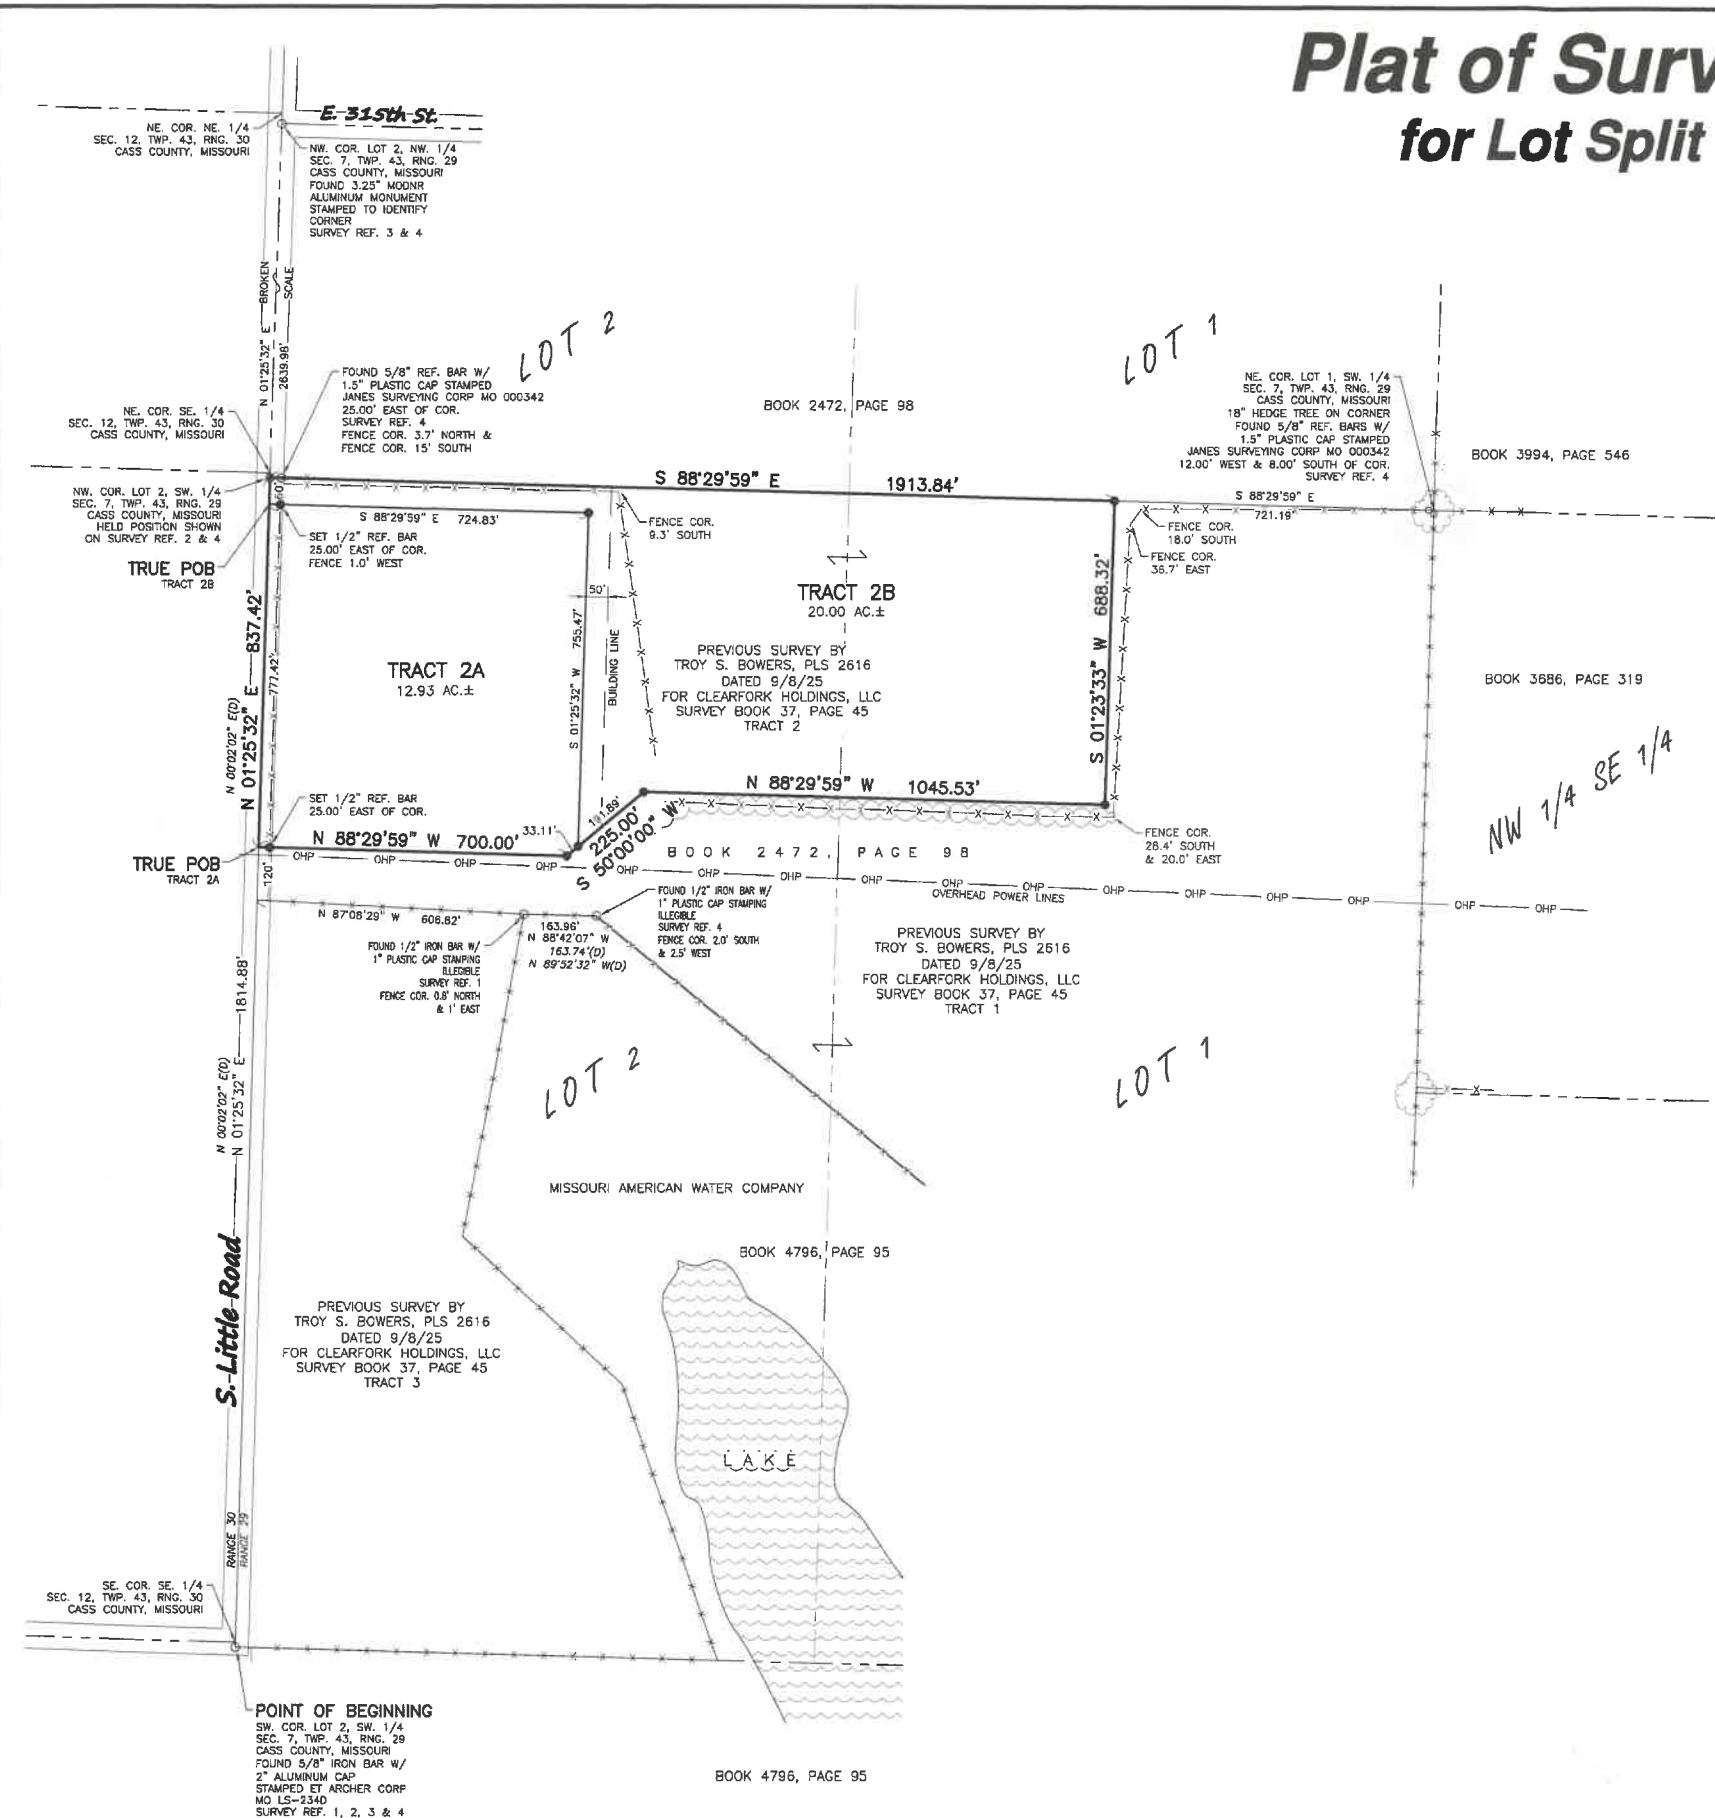 Plat of Surv
for Lot Split
E. 315th St.
NE. COR. NE. 1/4
SEC. 12, TWP. 43, RNG. 30
CASS COUNTY, MISSOURI
NW. COR. LOT 2, NW. 1/4
SEC. 7, TWP. 43, RNG. 29
CASS COUNTY, MISSOURI
FOUND 3.25" MODNR
ALUMINUM MONUMENT
STAMPED TO IDENTIFY
CORNER
SURVEY REF. 3 & 4
N 01°25'32" E BROKEN
2639.98' SCALE
LOT 2
LOT 1
FOUND 5/8" REF. BAR W/
1.5" PLASTIC CAP STAMPED
JANES SURVEYING CORP MO 000342
25.00' EAST OF COR.
SURVEY REF. 4
FENCE COR. 3.7' NORTH &
FENCE COR. 15' SOUTH
NE. COR. SE. 1/4
SEC. 12, TWP. 43, RNG. 30
CASS COUNTY, MISSOURI
BOOK 2472, PAGE 98
NE. COR. LOT 1, SW. 1/4
SEC. 7, TWP. 43, RNG. 29
CASS COUNTY, MISSOURI
18" HEDGE TREE ON CORNER
FOUND 5/8" REF. BARS W/
1.5" PLASTIC CAP STAMPED
JANES SURVEYING CORP MO 000342
12.00' WEST & 8.00' SOUTH OF COR.
SURVEY REF. 4
BOOK 3994, PAGE 546
NW. COR. LOT 2, SW. 1/4
SEC. 7, TWP. 43, RNG. 29
CASS COUNTY, MISSOURI
HELD POSITION SHOWN
ON SURVEY REF. 2 & 4
60'
S 88°29'59" E 1913.84'
S 88°29'59" E
721.19'
S 88°29'59" E 724.83'
FENCE COR.
9.3' SOUTH
FENCE COR.
18.0' SOUTH
FENCE COR.
36.7' EAST
SET 1/2" REF. BAR
25.00' EAST OF COR.
FENCE 1.0' WEST
TRUE POB
TRACT 2B
50'
TRACT 2B
20.00 AC.±
PREVIOUS SURVEY BY
TROY S. BOWERS, PLS 2616
DATED 9/8/25
FOR CLEARFORK HOLDINGS, LLC
SURVEY BOOK 37, PAGE 45
TRACT 2
TRACT 2A
12.93 AC.±
N 00°02'02" E(D)
N 01°25'32" E 837.42'
777.42'
S 01°25'32" W 755.47'
BUILDING LINE
S 01°23'33" W 688.32'
BOOK 3686, PAGE 319
NW 1/4 SE 1/4
SET 1/2" REF. BAR
25.00' EAST OF COR.
N 88°29'59" W 1045.53'
N 88°29'59" W 700.00'
33.11'
191.89'
225.00'
S 50°00'00" W
FENCE COR.
28.4' SOUTH
& 20.0' EAST
TRUE POB
TRACT 2A
120'
BOOK 2472, PAGE 98
OHP OHP OHP OHP OHP OHP OHP OHP OHP OHP OHP OHP OHP OHP OHP OHP
OVERHEAD POWER LINES
N 87°08'29" W 606.62'
FOUND 1/2" IRON BAR W/
1" PLASTIC CAP STAMPING
ILLEGIBLE
SURVEY REF. 4
FENCE COR. 2.0' SOUTH
& 2.5' WEST
163.96'
N 88°42'07" W
163.74'(D)
N 89°52'32" W(D)
FOUND 1/2" IRON BAR W/
1" PLASTIC CAP STAMPING
ILLEGIBLE
SURVEY REF. 1
FENCE COR. 0.8' NORTH
& 1' EAST
PREVIOUS SURVEY BY
TROY S. BOWERS, PLS 2616
DATED 9/8/25
FOR CLEARFORK HOLDINGS, LLC
SURVEY BOOK 37, PAGE 45
TRACT 1
N 00°02'02" E(D)
N 01°25'32" E 1814.88'
LOT 2
LOT 1
MISSOURI AMERICAN WATER COMPANY
BOOK 4796, PAGE 95
S. Little Road
PREVIOUS SURVEY BY
TROY S. BOWERS, PLS 2616
DATED 9/8/25
FOR CLEARFORK HOLDINGS, LLC
SURVEY BOOK 37, PAGE 45
TRACT 3
LAKE
RANGE 30
RANGE 29
SE. COR. SE. 1/4
SEC. 12, TWP. 43, RNG. 30
CASS COUNTY, MISSOURI
POINT OF BEGINNING
SW. COR. LOT 2, SW. 1/4
SEC. 7, TWP. 43, RNG. 29
CASS COUNTY, MISSOURI
FOUND 5/8" IRON BAR W/
2" ALUMINUM CAP
STAMPED ET ARCHER CORP
MO LS-234D
SURVEY REF. 1, 2, 3 & 4
BOOK 4796, PAGE 95